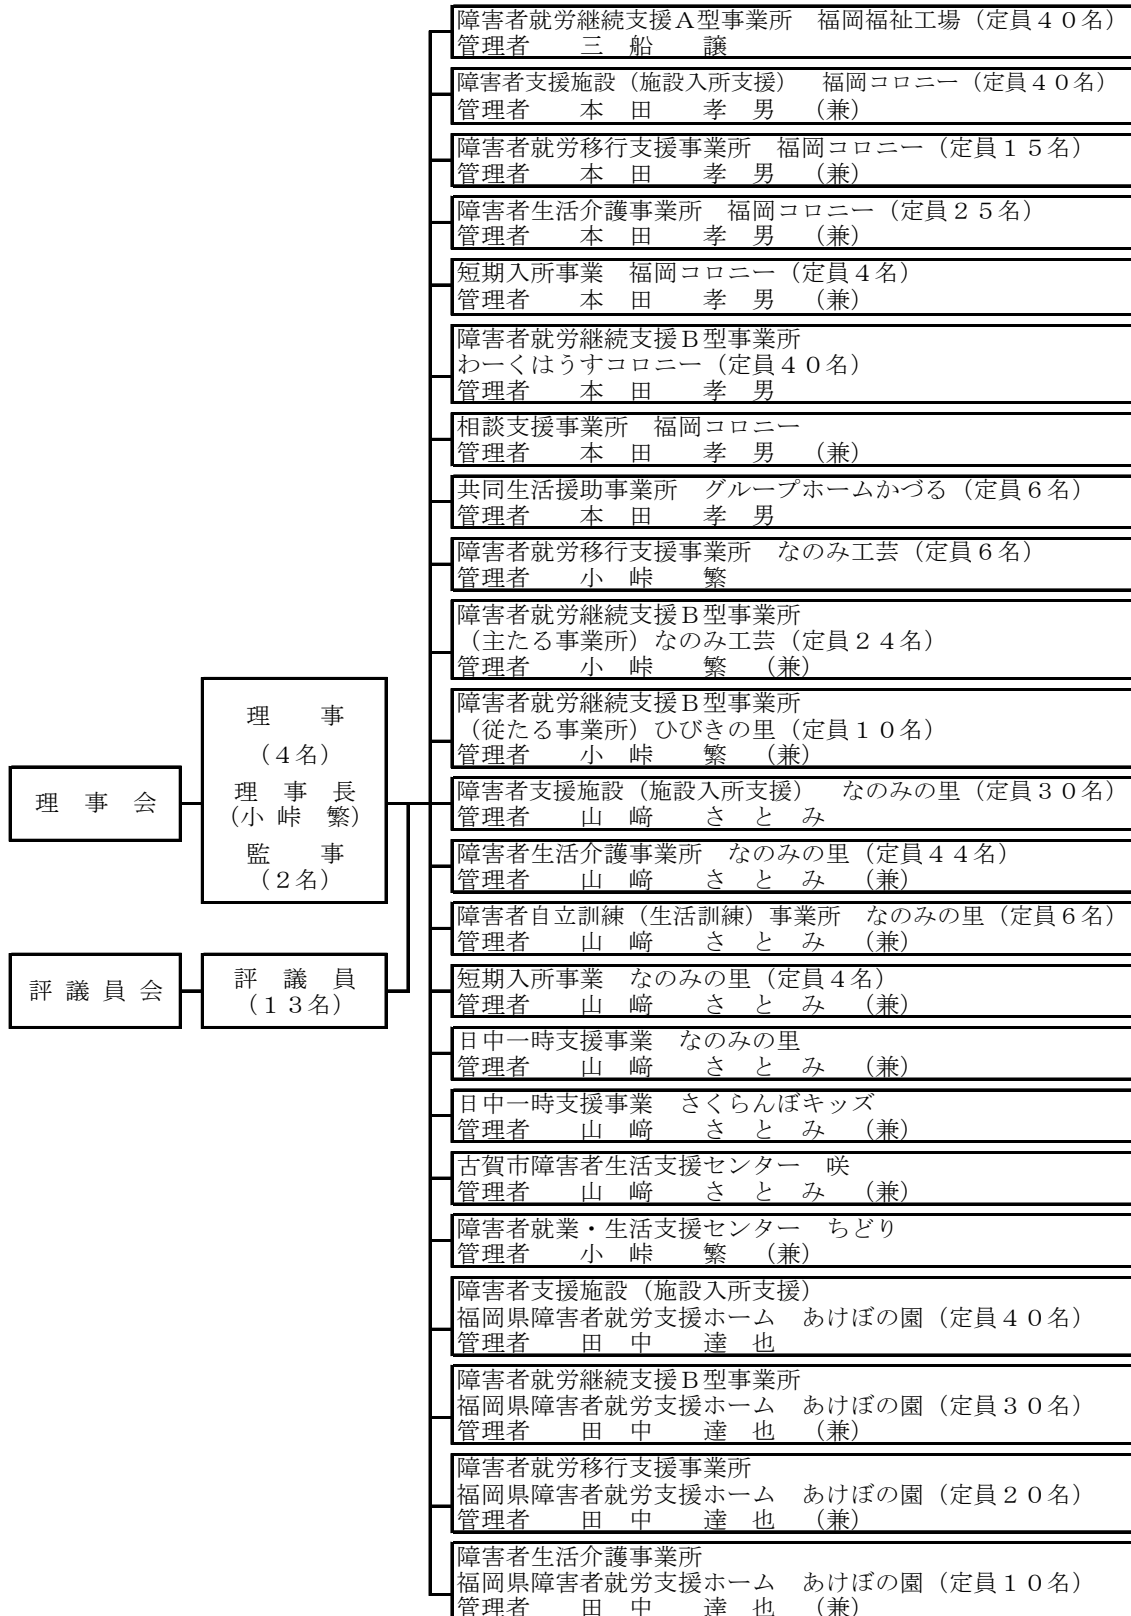 障害者就労継続支援A型事業所　福岡福祉工場（定員４０名）
管理者　　三　船　　譲
障害者支援施設（施設入所支援）　福岡コロニー（定員４０名）
管理者　　本　田　　孝　男　（兼）
障害者就労移行支援事業所　福岡コロニー（定員１５名）
管理者　　本　田　　孝　男　（兼）
障害者生活介護事業所　福岡コロニー（定員２５名）
管理者　　本　田　　孝　男　（兼）
短期入所事業　福岡コロニー（定員４名）
管理者　　本　田　　孝　男　（兼）
障害者就労継続支援Ｂ型事業所
わーくはうすコロニー（定員４０名）
管理者　　本　田　　孝　男
相談支援事業所　福岡コロニー
管理者　　本　田　　孝　男　（兼）
共同生活援助事業所　グループホームかづる（定員６名）
管理者　　本　田　　孝　男
障害者就労移行支援事業所　なのみ工芸（定員６名）
管理者　　小　峠　　繁
障害者就労継続支援Ｂ型事業所
（主たる事業所）なのみ工芸（定員２４名）
管理者　　小　峠　　繁　（兼）
障害者就労継続支援Ｂ型事業所
（従たる事業所）ひびきの里（定員１０名）
管理者　　小　峠　　繁　（兼）
理　事　会
理　　事
（４名）
理　事　長
（小　峠　繁）
監　　事
（２名）
障害者支援施設（施設入所支援）　なのみの里（定員３０名）
管理者　　山　﨑　　さ　と　み
障害者生活介護事業所　なのみの里（定員４４名）
管理者　　山　﨑　　さ　と　み　（兼）
障害者自立訓練（生活訓練）事業所　なのみの里（定員６名）
管理者　　山　﨑　　さ　と　み　（兼）
評　議　員　会
評　議　員
（１３名）
短期入所事業　なのみの里（定員４名）
管理者　　山　﨑　　さ　と　み　（兼）
日中一時支援事業　なのみの里
管理者　　山　﨑　　さ　と　み　（兼）
日中一時支援事業　さくらんぼキッズ
管理者　　山　﨑　　さ　と　み　（兼）
古賀市障害者生活支援センター　咲
管理者　　山　﨑　　さ　と　み　（兼）
障害者就業・生活支援センター　ちどり
管理者　　小　峠　　繁　（兼）
障害者支援施設（施設入所支援）
福岡県障害者就労支援ホーム　あけぼの園（定員４０名）
管理者　　田　中　　達　也
障害者就労継続支援Ｂ型事業所
福岡県障害者就労支援ホーム　あけぼの園（定員３０名）
管理者　　田　中　　達　也　（兼）
障害者就労移行支援事業所
福岡県障害者就労支援ホーム　あけぼの園（定員２０名）
管理者　　田　中　　達　也　（兼）
障害者生活介護事業所
福岡県障害者就労支援ホーム　あけぼの園（定員１０名）
管理者　　田　中　　達　也　（兼）